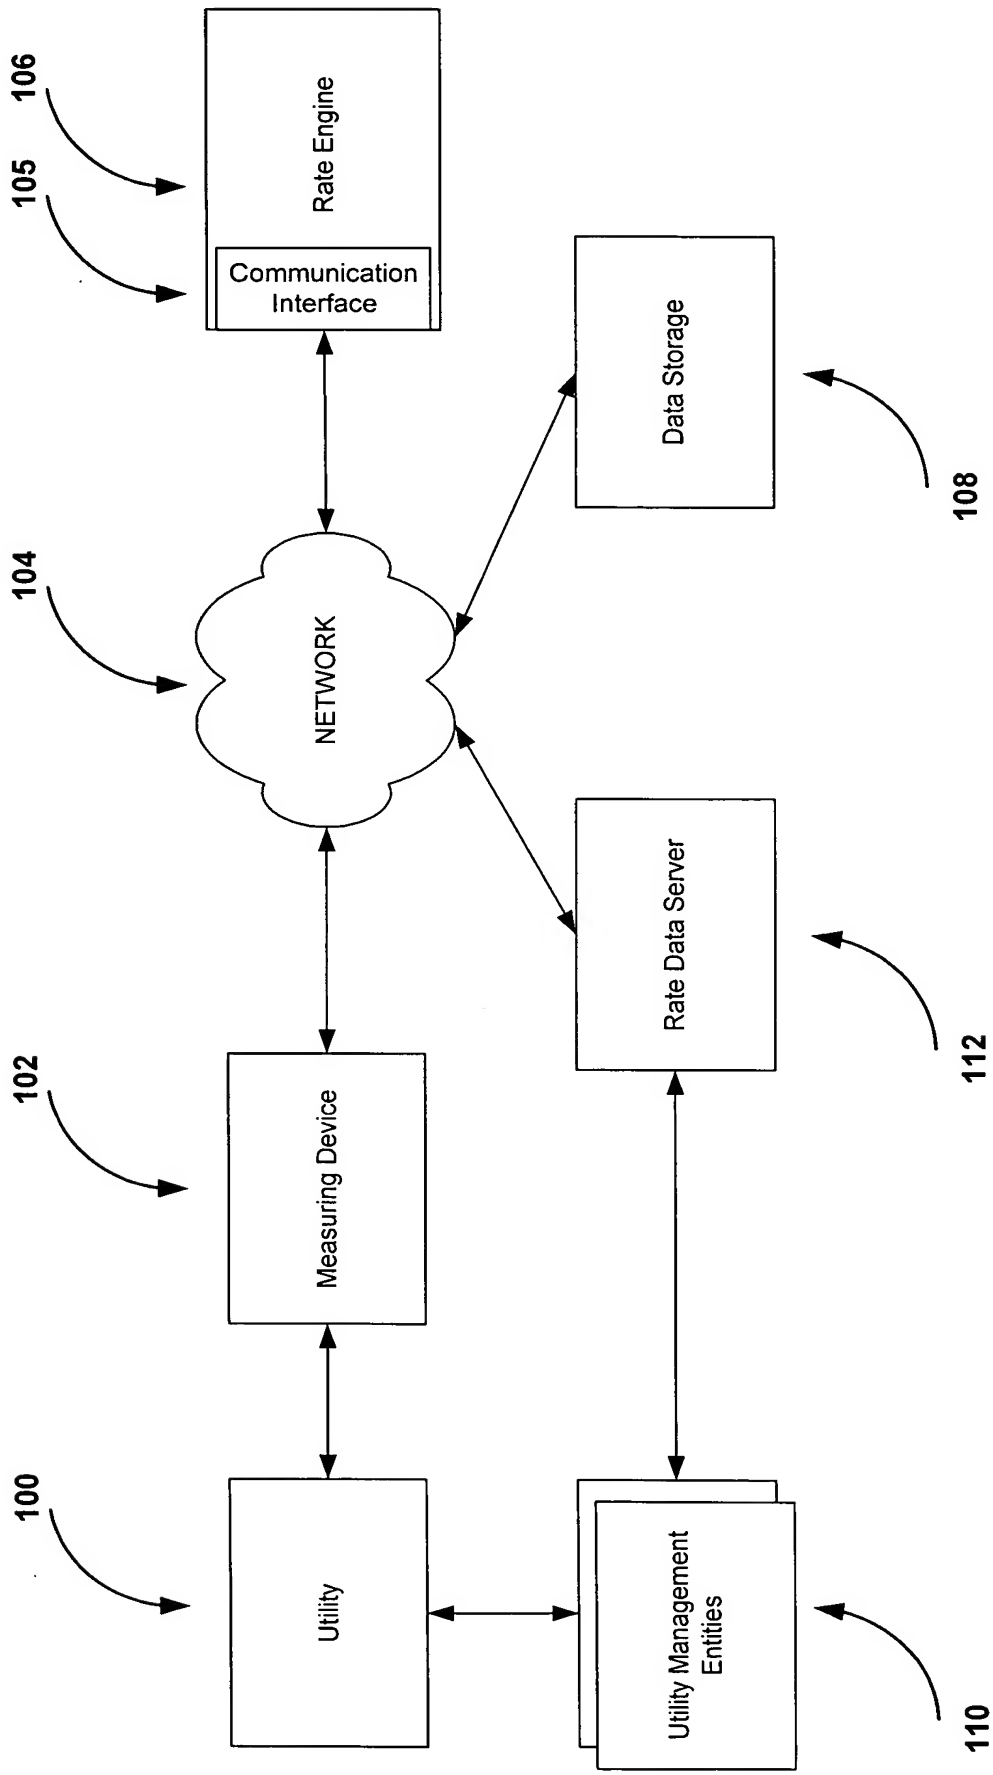 100
102
104
105
106
Utility
Measuring Device
NETWORK
Communication
Interface
Rate Engine
Utility Management
Entities
Rate Data Server
Data Storage
110
112
108